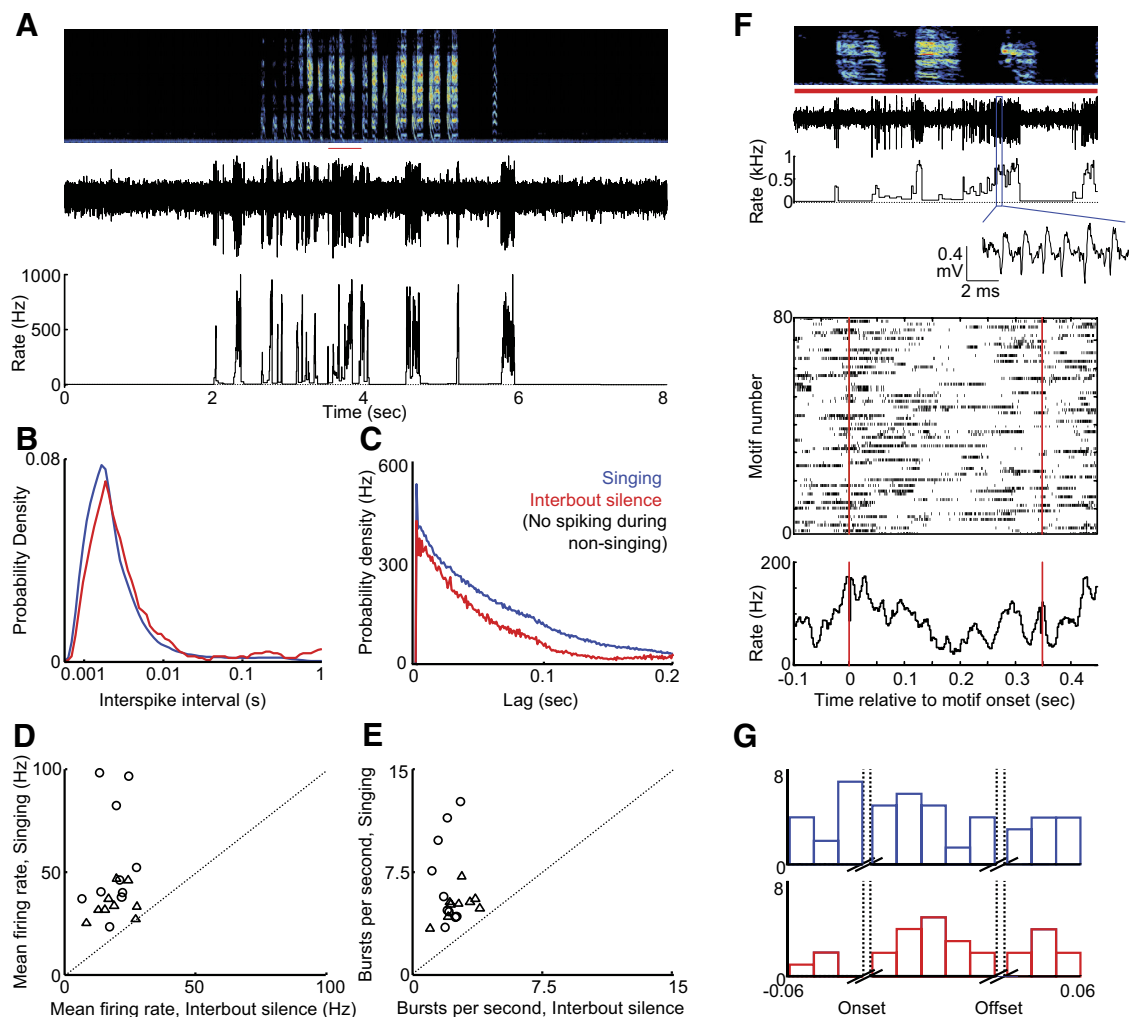 A
1000
500
0
Rate (Hz)
0
2
4
6
8
Time (sec)
B
0.08
0
Probability Density
0.001
0.01
0.1
1
Interspike interval (s)
C
600
300
0
Probability density (Hz)
Singing
Interbout silence
(No spiking during
non-singing)
0
0.1
0.2
Lag (sec)
D
100
50
0
Mean firing rate, Singing (Hz)
0
50
100
Mean firing rate, Interbout silence (Hz)
E
15
7.5
0
Bursts per second, Singing
0
7.5
15
Bursts per second, Interbout silence
F
1
0.5
0
Rate (kHz)
0.4
mV
2 ms
80
0
Motif number
200
0
Rate (Hz)
-0.1
0
0.1
0.2
0.3
0.4
Time relative to motif onset (sec)
G
8
0
8
0
-0.06
Onset
Offset
0.06